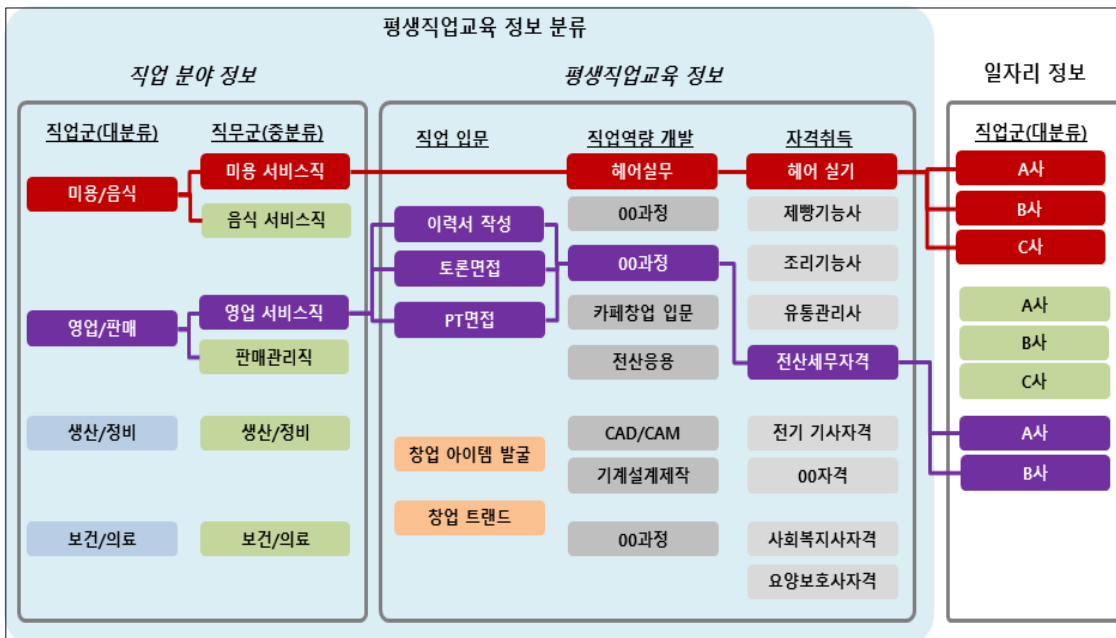 평생직업교육 정보 분류
직업 분야 정보
평생직업교육 정보
일자리 정보
직업군(대분류)
직무군(중분류)
직업 입문
직업역량 개발
자격취득
직업군(대분류)
미용/음식
미용 서비스직
음식 서비스직
영업/판매
영업 서비스직
판매관리직
생산/정비
생산/정비
보건/의료
보건/의료
이력서 작성
토론면접
PT면접
창업 아이템 발굴
창업 트랜드
헤어실무
00과정
00과정
카페창업 입문
전산응용
CAD/CAM
기계설계제작
00과정
헤어 실기
제빵기능사
조리기능사
유통관리사
전산세무자격
전기 기사자격
00자격
사회복지사자격
요양보호사자격
A사
B사
C사
A사
B사
C사
A사
B사